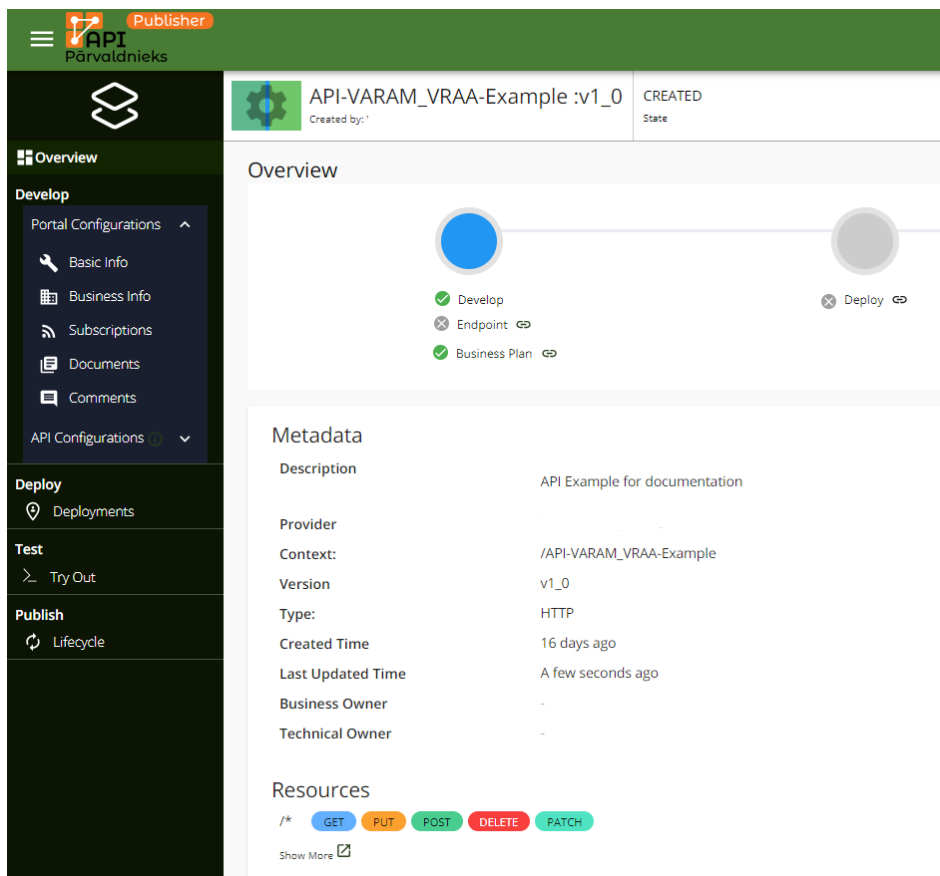 Publisher
API
Pārvaldnieks
API-VARAM_VRAA-Example :v1_0
Created by: '
CREATED
State
Overview
Develop
Portal Configurations
Basic Info
Business Info
Subscriptions
Documents
Comments
API Configurations
Deploy
Deployments
Test
Try Out
Publish
Lifecycle
Overview
Develop
Endpoint
Business Plan
Deploy
Metadata
Description
API Example for documentation
Provider
Context: /API-VARAM_VRAA-Example
Version v1_0
Type: HTTP
Created Time 16 days ago
Last Updated Time A few seconds ago
Business Owner -
Technical Owner -
Resources
/* GET PUT POST DELETE PATCH
Show More